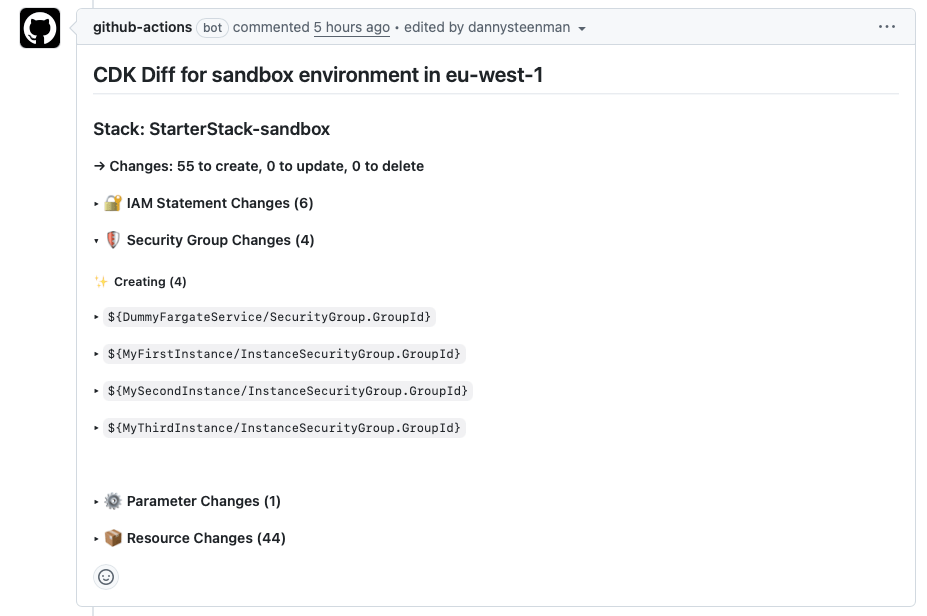 github-actions bot commented 5 hours ago • edited by dannysteenman
CDK Diff for sandbox environment in eu-west-1
Stack: StarterStack-sandbox
→ Changes: 55 to create, 0 to update, 0 to delete
IAM Statement Changes (6)
Security Group Changes (4)
Creating (4)
${DummyFargateService/SecurityGroup.GroupId}
${MyFirstInstance/InstanceSecurityGroup.GroupId}
${MySecondInstance/InstanceSecurityGroup.GroupId}
${MyThirdInstance/InstanceSecurityGroup.GroupId}
Parameter Changes (1)
Resource Changes (44)